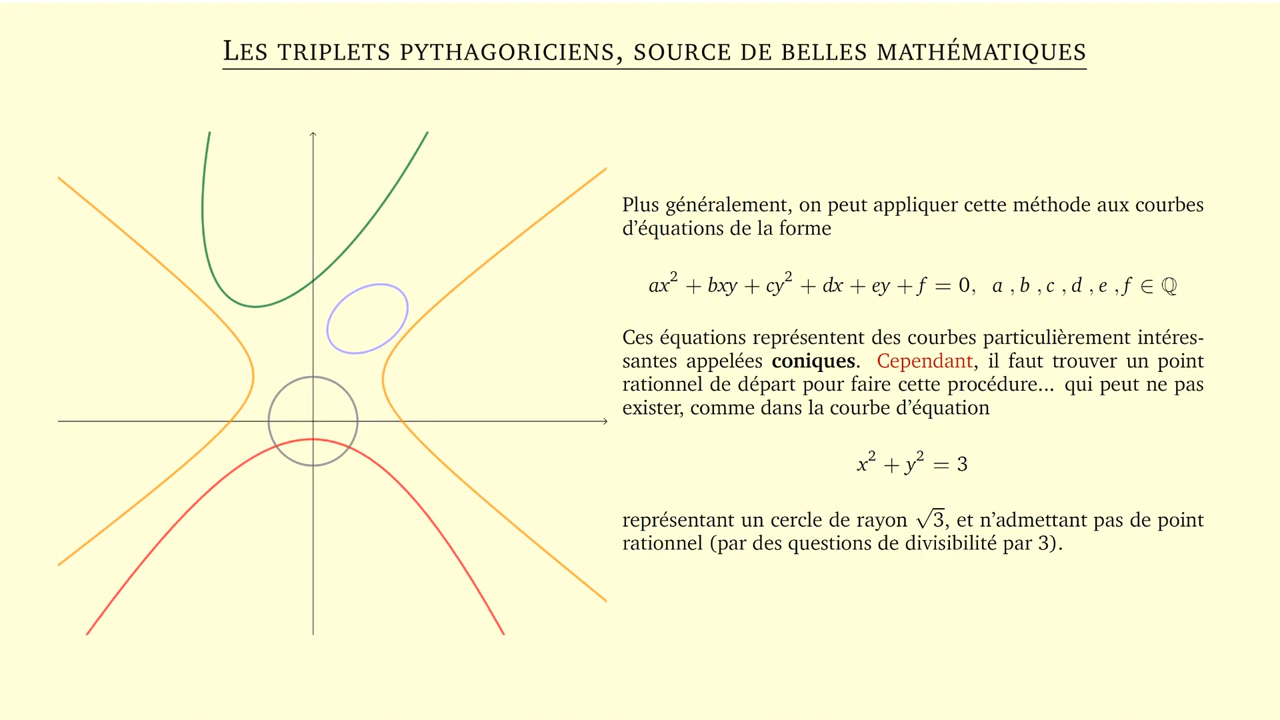 LES TRIPLETS PYTHAGORICIENS, SOURCE DE BELLES MATHÉMATIQUES
Plus généralement, on peut appliquer cette méthode aux courbes
d'équations de la forme
ax² + bxy + cy² + dx + ey + f = 0, a , b , c , d , e , f ∈ ℚ
Ces équations représentent des courbes particulièrement intéres-
santes appelées coniques. Cependant, il faut trouver un point
rationnel de départ pour faire cette procédure... qui peut ne pas
exister, comme dans la courbe d'équation
x² + y² = 3
représentant un cercle de rayon √3, et n'admettant pas de point
rationnel (par des questions de divisibilité par 3).